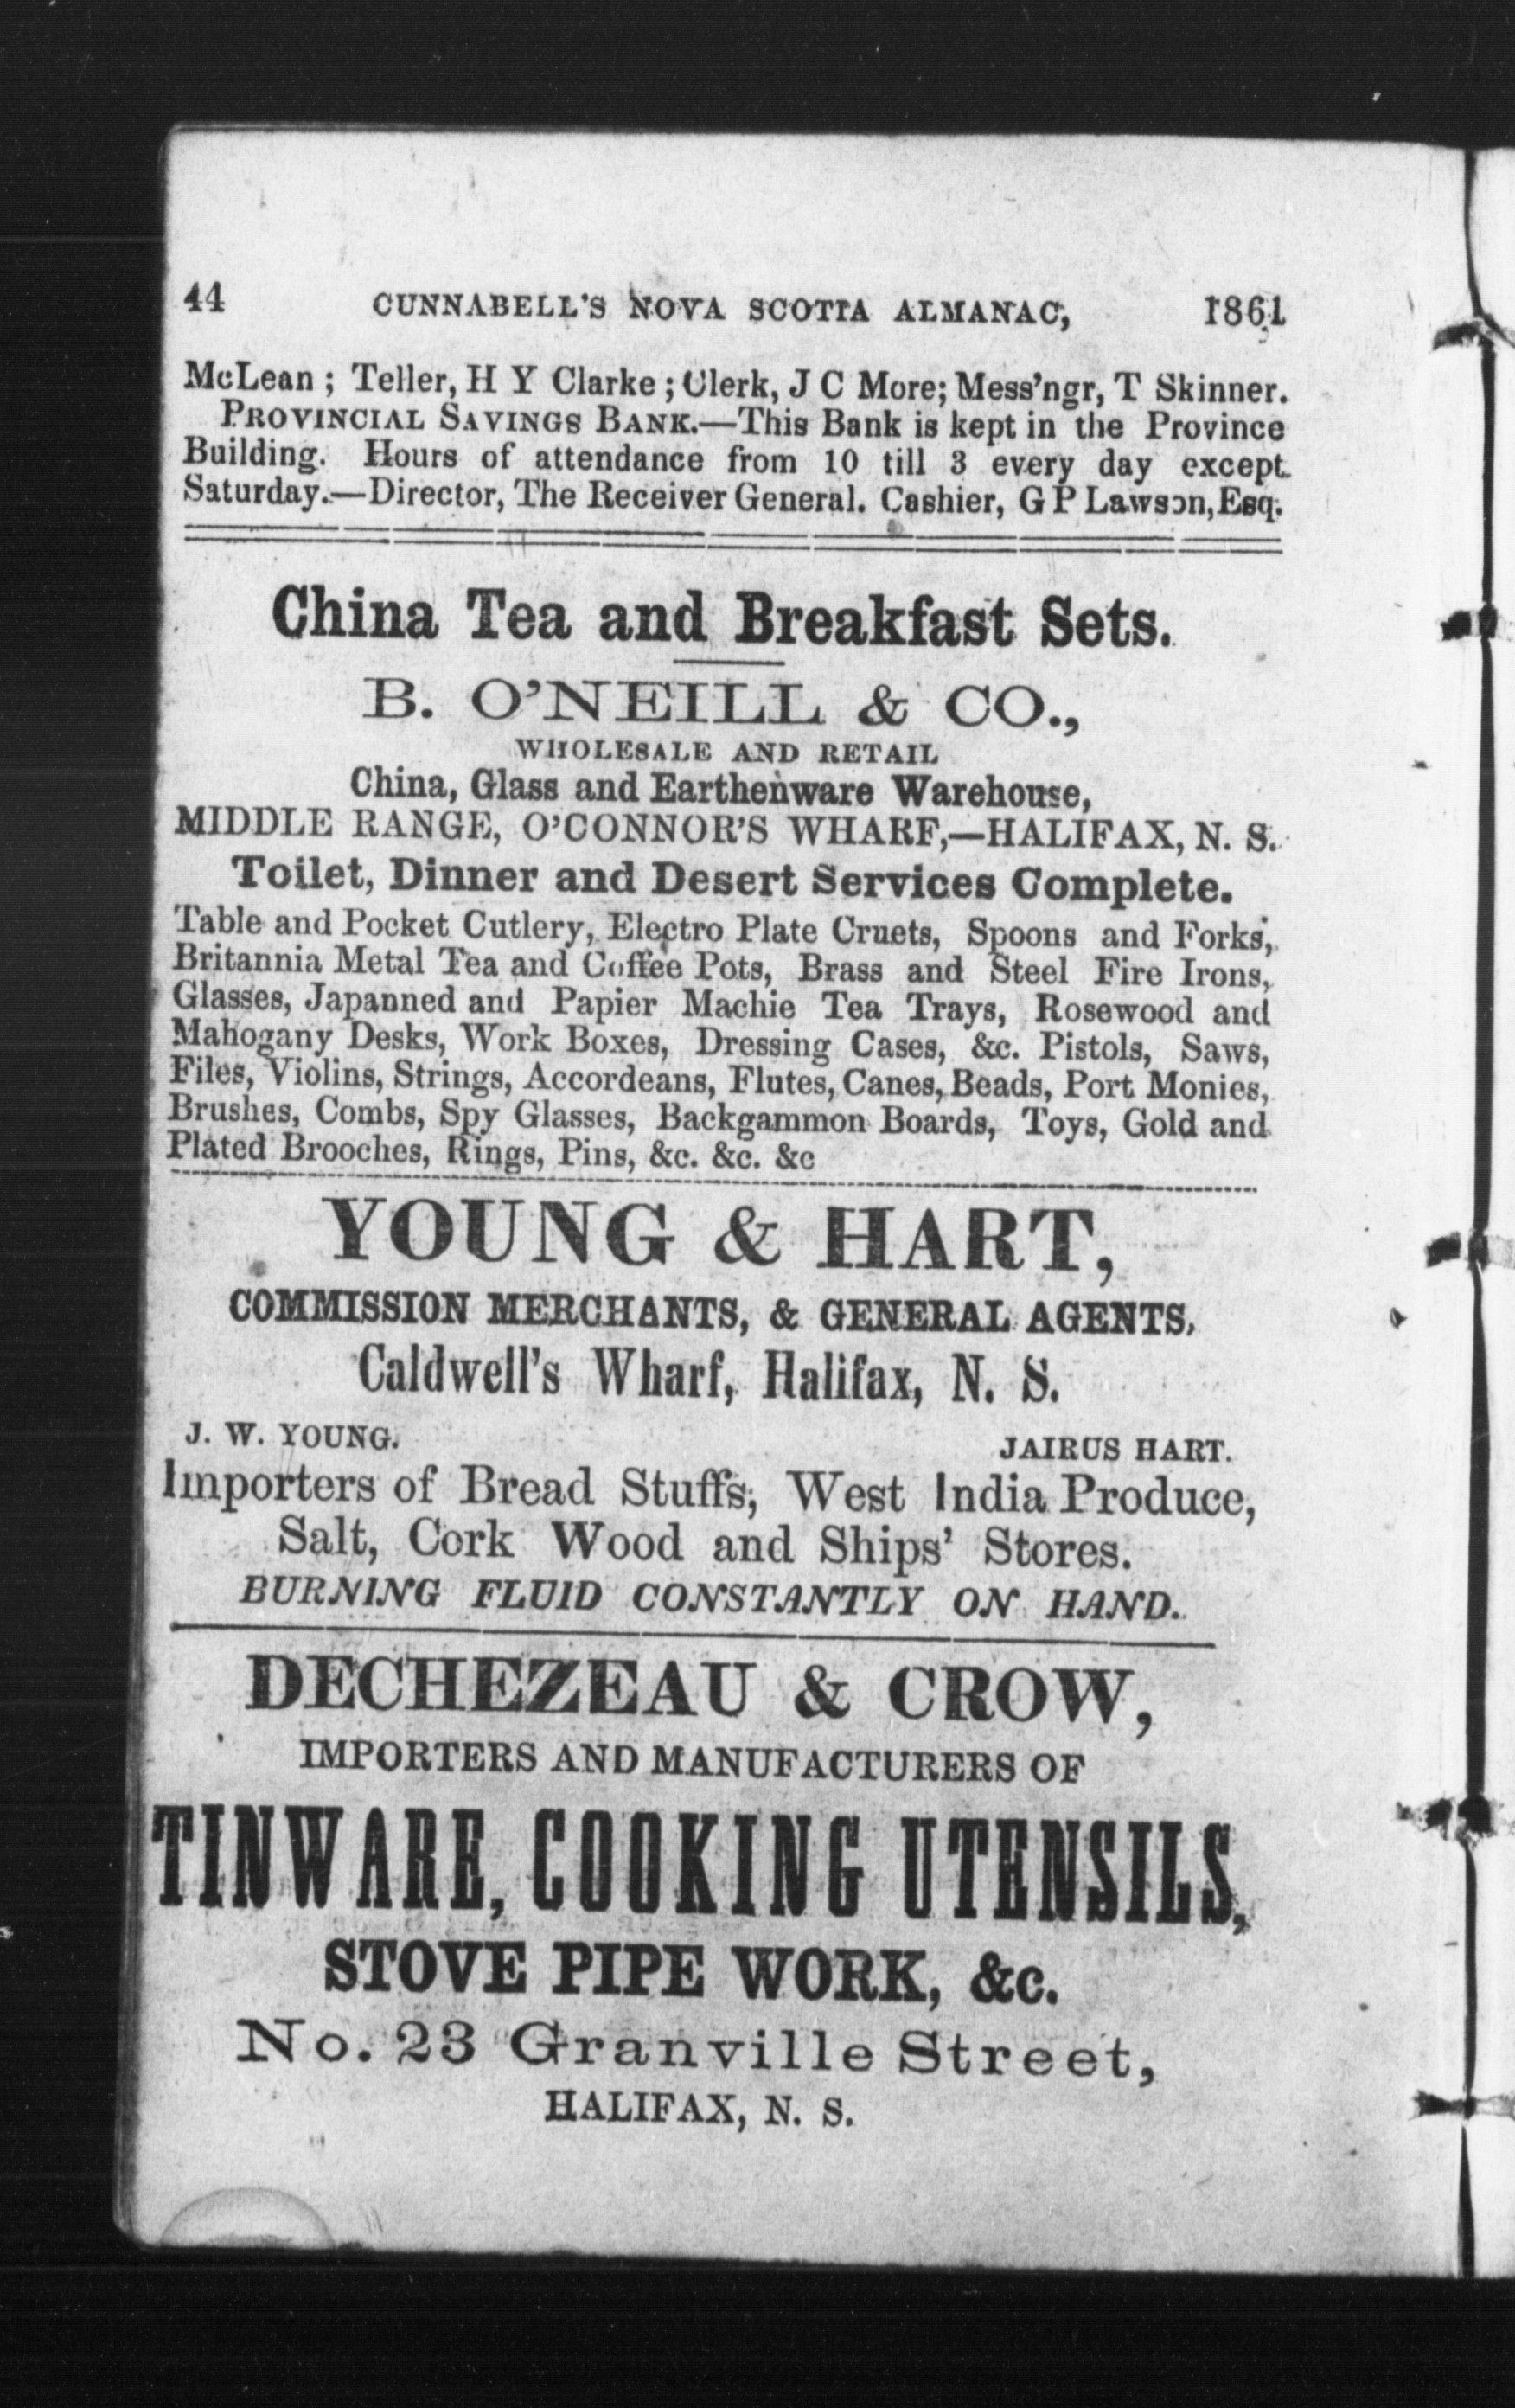 44 CUNNABELL'S NOVA SCOTIA ALMANAC, 1861
McLean ; Teller, H Y Clarke ; Clerk, J C More; Mess'ngr, T Skinner.
PROVINCIAL SAVINGS BANK.—This Bank is kept in the Province
Building. Hours of attendance from 10 till 3 every day except
Saturday.—Director, The Receiver General. Cashier, G P Lawson, Esq.
China Tea and Breakfast Sets.
B. O'NEILL & CO.,
WHOLESALE AND RETAIL
China, Glass and Earthenware Warehouse,
MIDDLE RANGE, O'CONNOR'S WHARF,—HALIFAX, N. S.
Toilet, Dinner and Desert Services Complete.
Table and Pocket Cutlery, Electro Plate Cruets, Spoons and Forks,
Britannia Metal Tea and Coffee Pots, Brass and Steel Fire Irons,
Glasses, Japanned and Papier Machie Tea Trays, Rosewood and
Mahogany Desks, Work Boxes, Dressing Cases, &c. Pistols, Saws,
Files, Violins, Strings, Accordeans, Flutes, Canes, Beads, Port Monies,
Brushes, Combs, Spy Glasses, Backgammon Boards, Toys, Gold and
Plated Brooches, Rings, Pins, &c. &c. &c
YOUNG & HART,
COMMISSION MERCHANTS, & GENERAL AGENTS,
Caldwell's Wharf, Halifax, N. S.
J. W. YOUNG. JAIRUS HART.
Importers of Bread Stuffs, West India Produce,
Salt, Cork Wood and Ships' Stores.
BURNING FLUID CONSTANTLY ON HAND.
DECHEZEAU & CROW,
IMPORTERS AND MANUFACTURERS OF
TINWARE, COOKING UTENSILS,
STOVE PIPE WORK, &c.
No. 23 Granville Street,
HALIFAX, N. S.